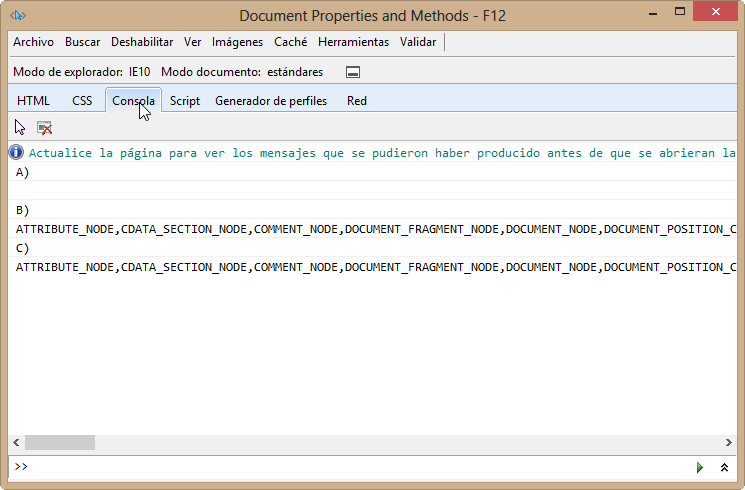 Document Properties and Methods - F12
Archivo Buscar Deshabilitar Ver Imágenes Caché Herramientas Validar
Modo de explorador: IE10 Modo documento: estándares
HTML CSS Consola Script Generador de perfiles Red
Actualice la página para ver los mensajes que se pudieron haber producido antes de que se abrieran la
A)
B)
ATTRIBUTE_NODE,CDATA_SECTION_NODE,COMMENT_NODE,DOCUMENT_FRAGMENT_NODE,DOCUMENT_NODE,DOCUMENT_POSITION_C
C)
ATTRIBUTE_NODE,CDATA_SECTION_NODE,COMMENT_NODE,DOCUMENT_FRAGMENT_NODE,DOCUMENT_NODE,DOCUMENT_POSITION_C
>>